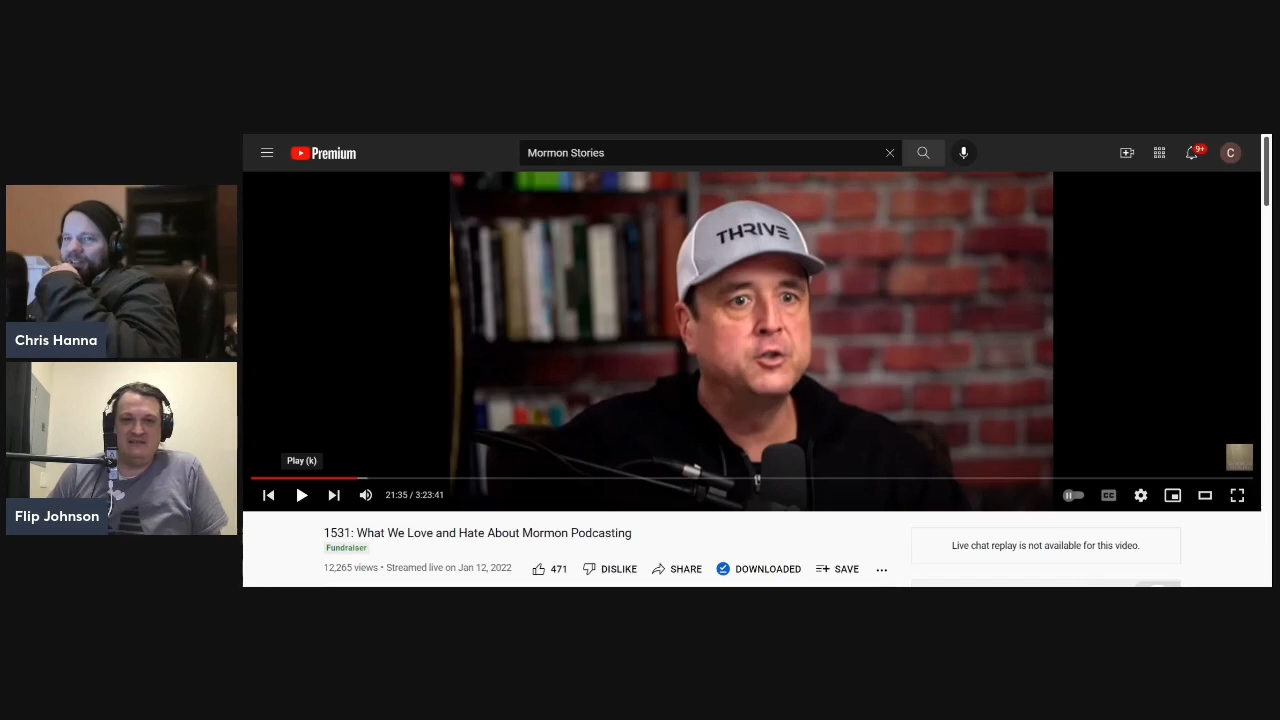 Premium
Mormon Stories
9+
C
THRIVE
Chris Hanna
Play (k)
21:35 / 3:23:41
CC
Flip Johnson
1531: What We Love and Hate About Mormon Podcasting
Fundraiser
12,265 views • Streamed live on Jan 12, 2022
471
DISLIKE
SHARE
DOWNLOADED
SAVE
Live chat replay is not available for this video.